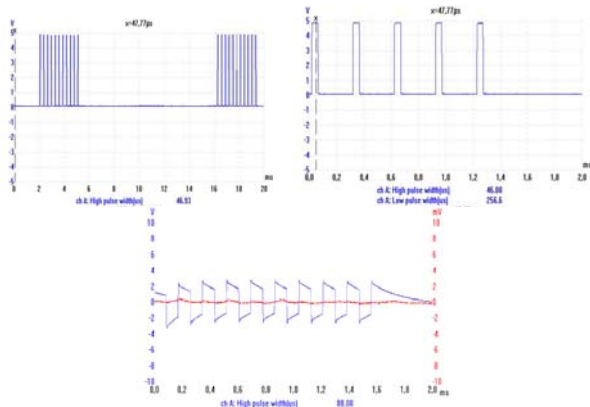 x=47,77µs
V
5
4
3
2
1
0
-1
-2
-3
-4
-5
0 2 4 6 8 10 12 14 16 18 20
ms
ch A: High pulse width(us) 46.93
x=47,77µs
V
5
4
3
2
1
0
-1
-2
-3
-4
-5
0,0 0,2 0,4 0,6 0,8 1,0 1,2 1,4 1,6 1,8 2,0
ms
ch A: High pulse width(us) 46.08
ch A: Low pulse width(us) 256.6
V mV
10 10
8 8
6 6
4 4
2 2
0 0
-2 -2
-4 -4
-6 -6
-8 -8
-10 -10
0,0 0,2 0,4 0,6 0,8 1,0 1,2 1,4 1,6 1,8 2,0
ms
ch A: High pulse width(us) 88.08